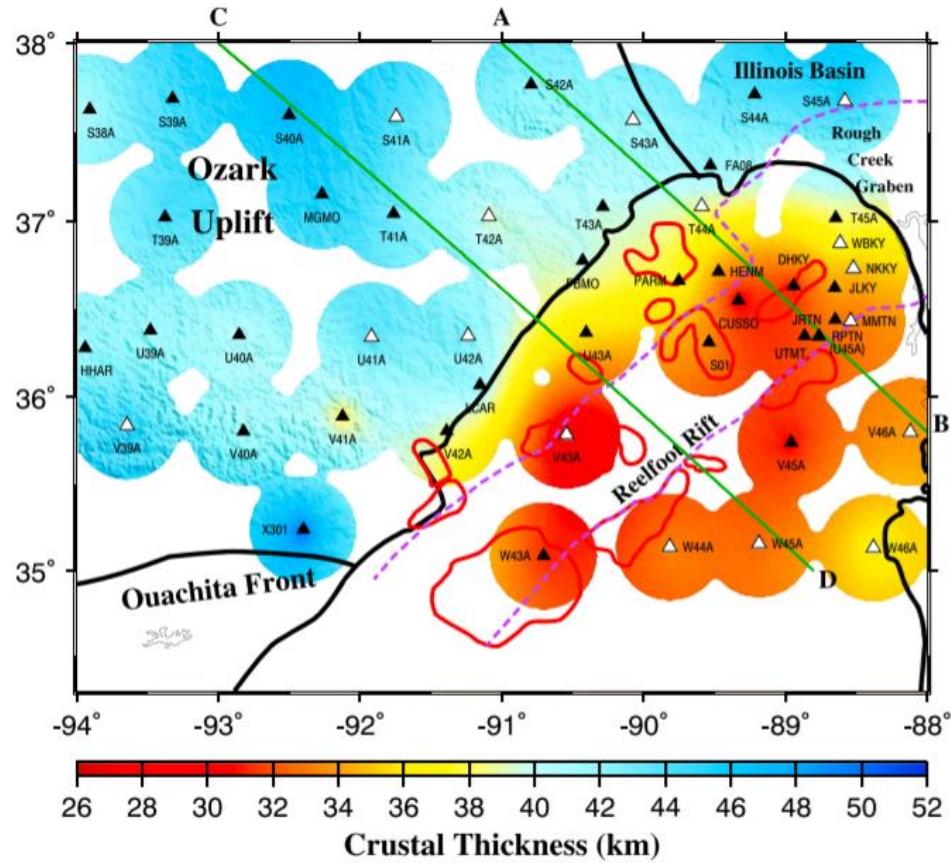 C
A
38°
37°
36°
35°
Illinois Basin
S42A
S38A
S39A
S40A
S41A
S43A
S44A
S45A
Rough
Creek
Graben
FA08
Ozark
Uplift
MGMO
T39A
T41A
T42A
T43A
T44A
T45A
WBKY
NKKY
DHKY
HENM
PARM
PBMO
JLKY
CUSSO
JRTN
MMTN
RPTN
(U45A)
UTMT
S01
U43A
HHAR
U39A
U40A
U41A
U42A
LCAR
V39A
V40A
V41A
V42A
V43A
V45A
V46A
B
Reelfoot Rift
X301
W43A
W44A
W45A
W46A
D
Ouachita Front
-94° -93° -92° -91° -90° -89° -88°
26 28 30 32 34 36 38 40 42 44 46 48 50 52
Crustal Thickness (km)